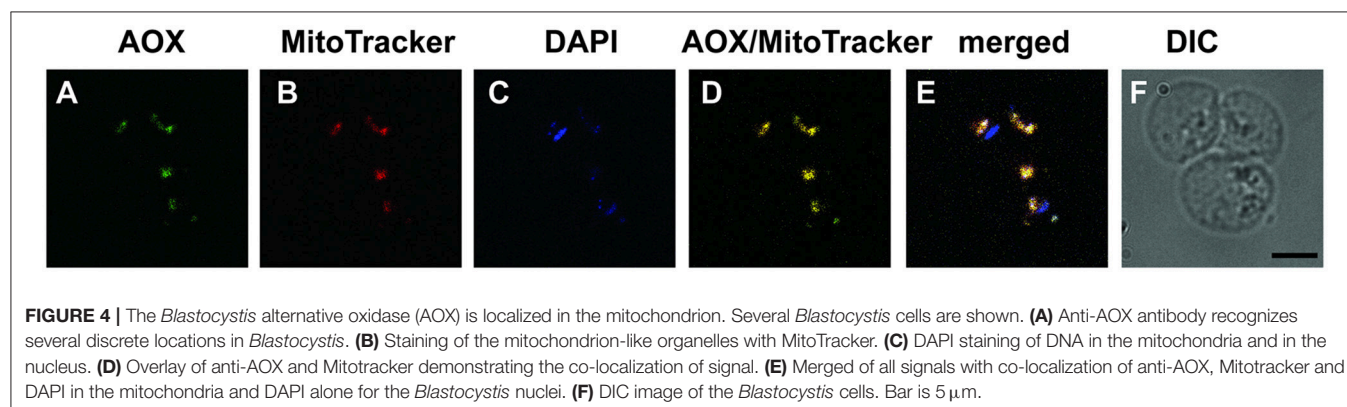 AOX MitoTracker DAPI AOX/MitoTracker merged DIC
A B C D E F
FIGURE 4 | The Blastocystis alternative oxidase (AOX) is localized in the mitochondrion. Several Blastocystis cells are shown. (A) Anti-AOX antibody recognizes
several discrete locations in Blastocystis. (B) Staining of the mitochondrion-like organelles with MitoTracker. (C) DAPI staining of DNA in the mitochondria and in the
nucleus. (D) Overlay of anti-AOX and Mitotracker demonstrating the co-localization of signal. (E) Merged of all signals with co-localization of anti-AOX, Mitotracker and
DAPI in the mitochondria and DAPI alone for the Blastocystis nuclei. (F) DIC image of the Blastocystis cells. Bar is 5 μm.